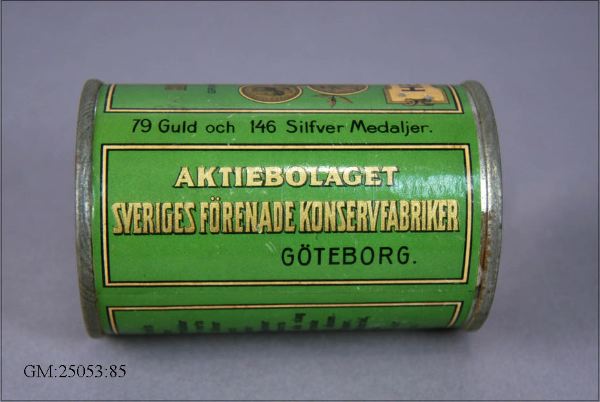 79 Guld och 146 Silfver Medaljer.
AKTIEBOLAGET
SVERIGES FÖRENADE KONSERVFABRIKER
GÖTEBORG.
GM:25053:85